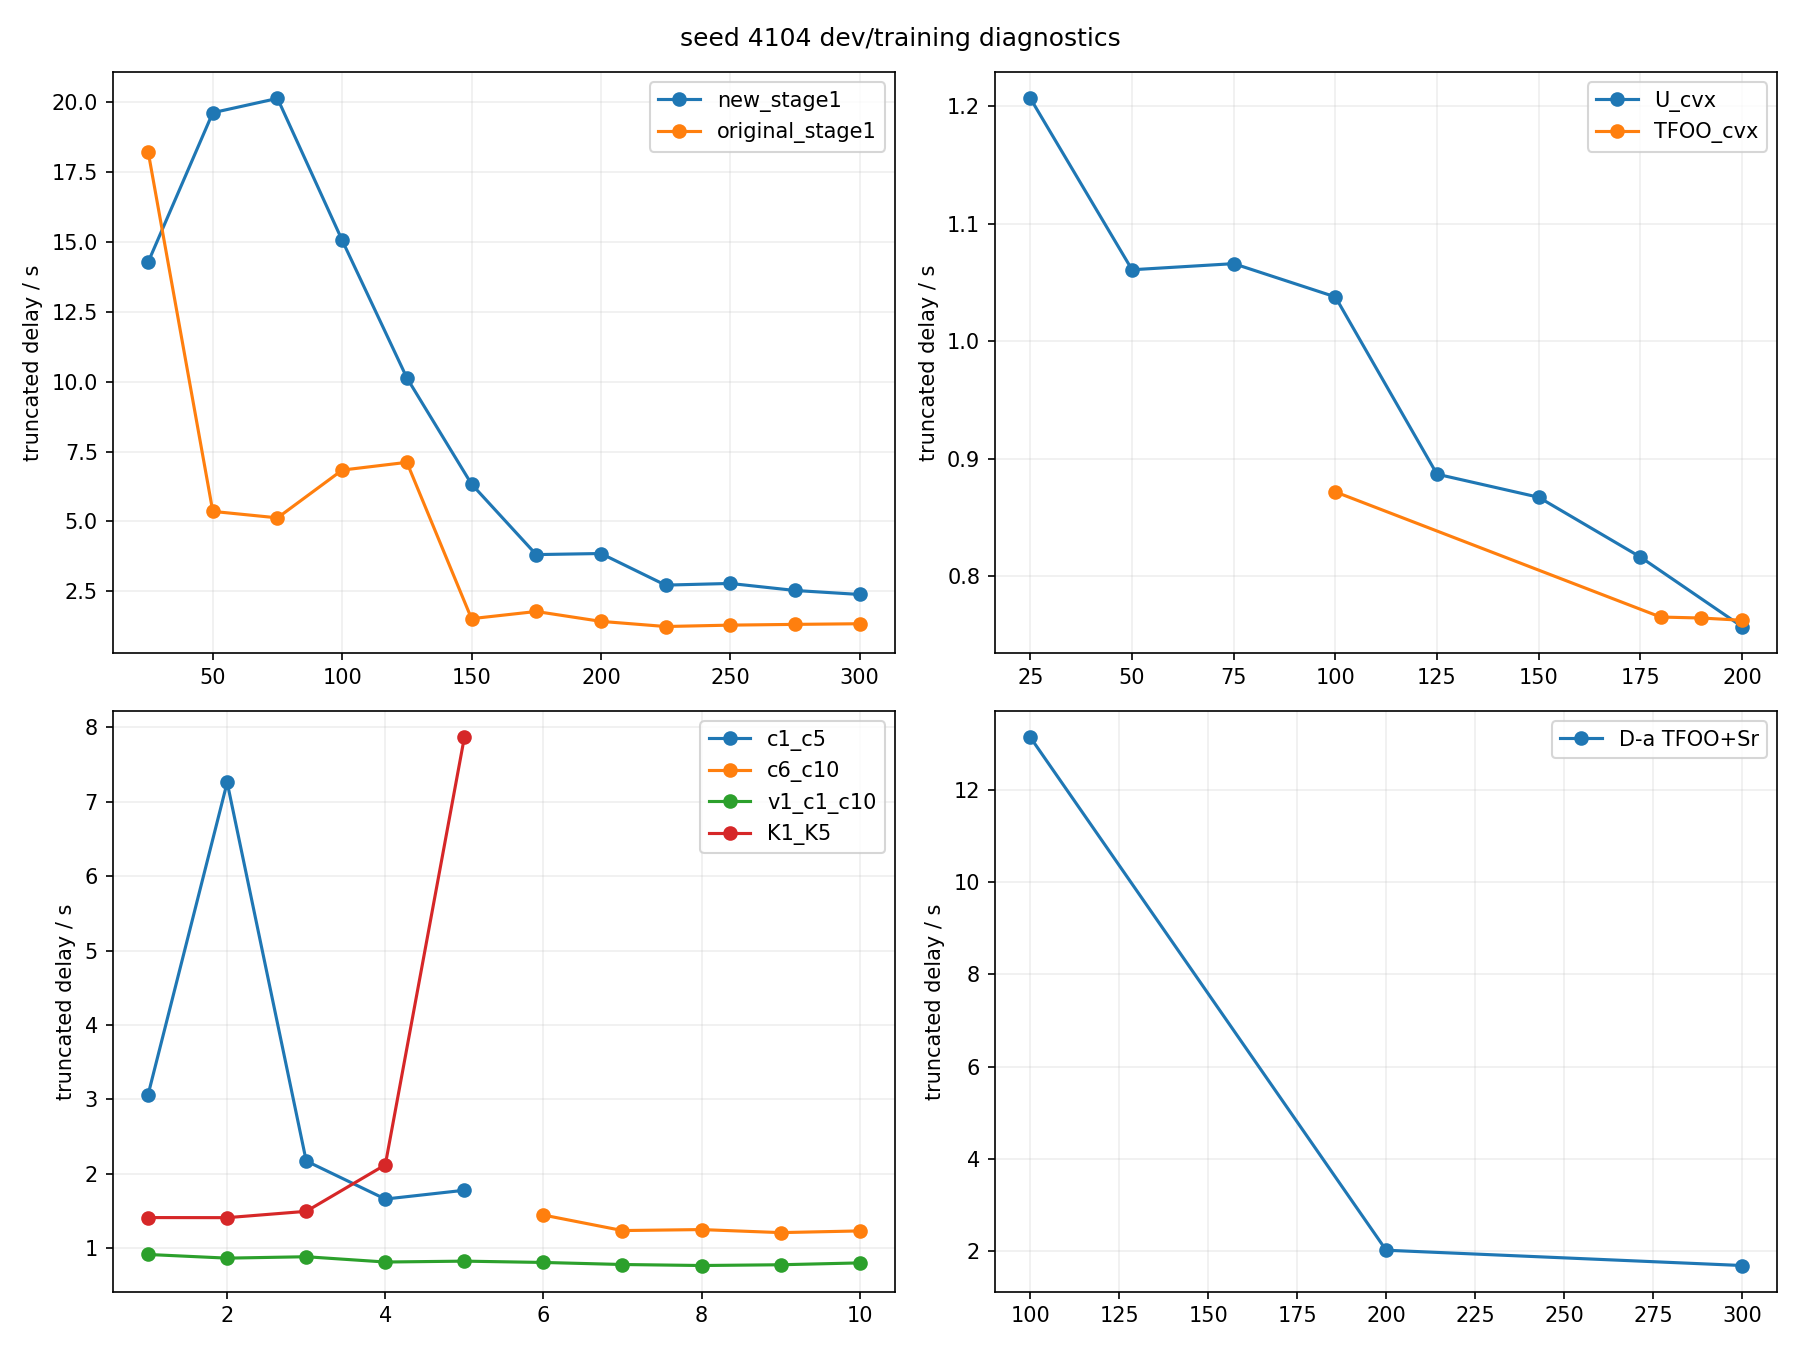 seed 4104 dev/training diagnostics
truncated delay / s
20.0
17.5
15.0
12.5
10.0
7.5
5.0
2.5
new_stage1
original_stage1
50 100 150 200 250 300
truncated delay / s
1.2
1.1
1.0
0.9
0.8
U_cvx
TFOO_cvx
25 50 75 100 125 150 175 200
truncated delay / s
8
7
6
5
4
3
2
1
c1_c5
c6_c10
v1_c1_c10
K1_K5
2 4 6 8 10
truncated delay / s
12
10
8
6
4
2
D-a TFOO+Sr
100 125 150 175 200 225 250 275 300